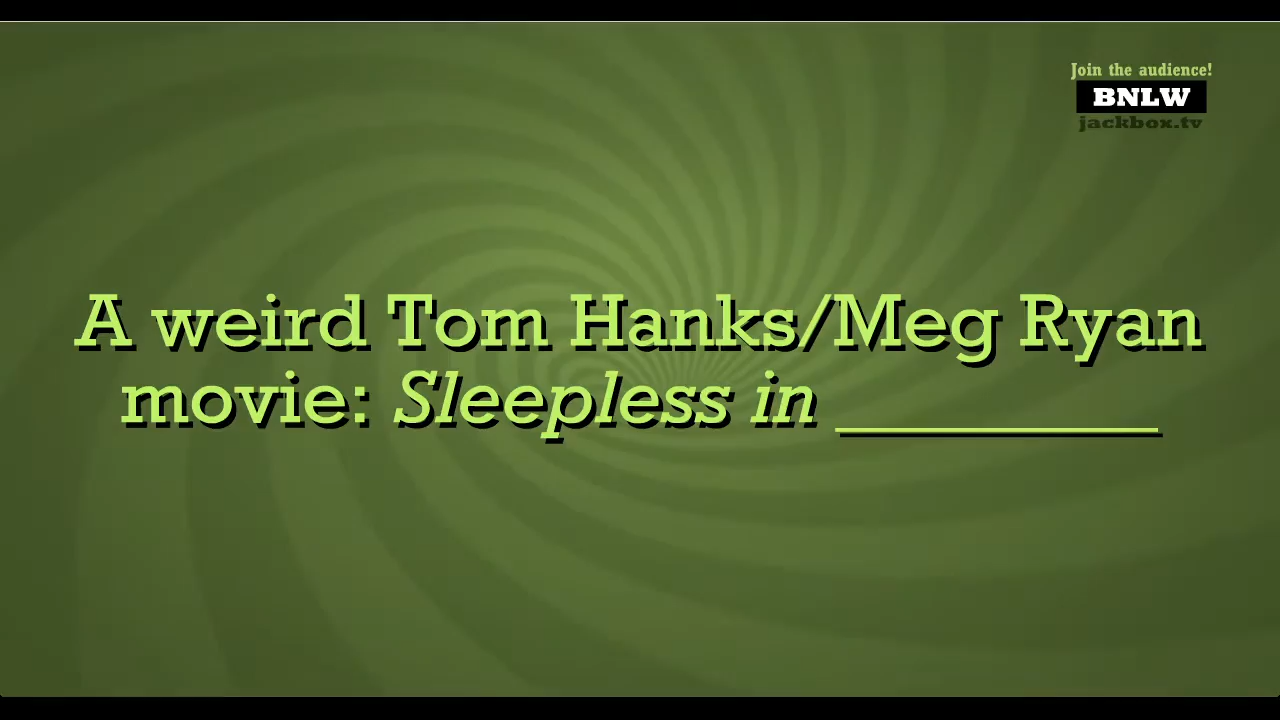 Join the audience!
BNLW
jackbox.tv
A weird Tom Hanks/Meg Ryan
movie: Sleepless in ________